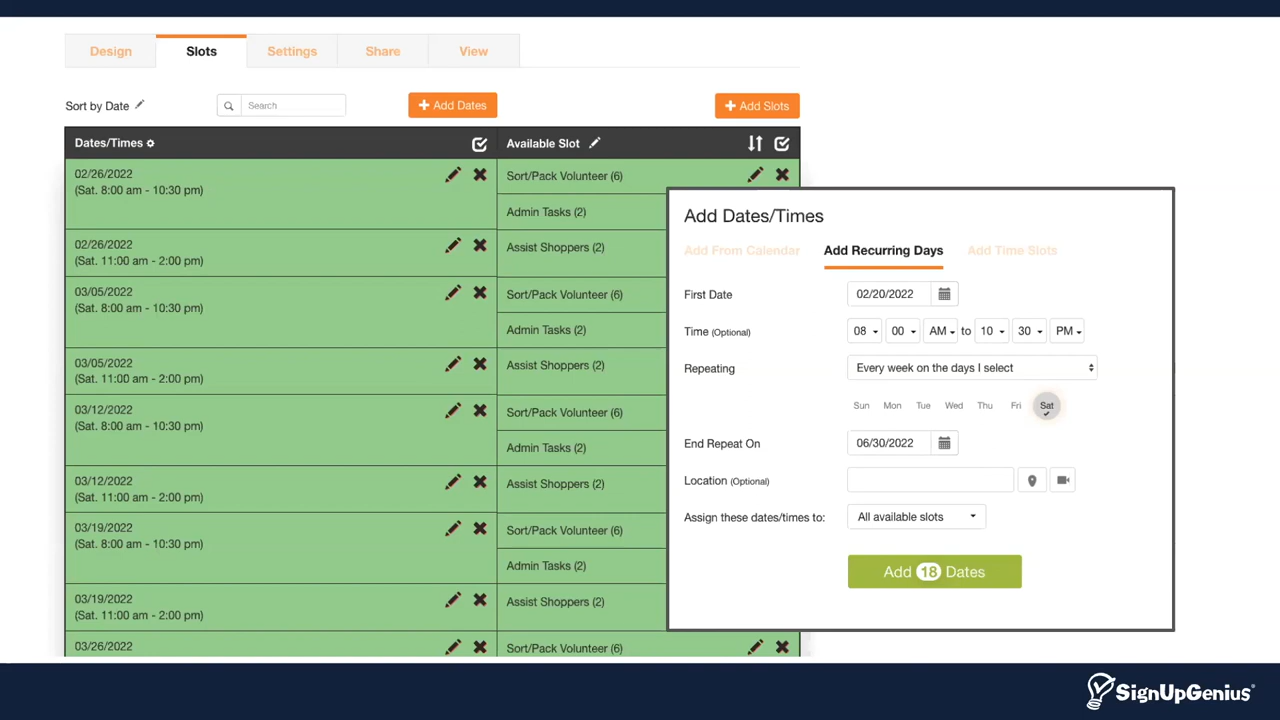 Design Slots Settings Share View
Sort by Date Search + Add Dates + Add Slots
Dates/Times Available Slot
02/26/2022
(Sat. 8:00 am - 10:30 pm)
Sort/Pack Volunteer (6)
Admin Tasks (2)
02/26/2022
(Sat. 11:00 am - 2:00 pm)
Assist Shoppers (2)
03/05/2022
(Sat. 8:00 am - 10:30 pm)
Sort/Pack Volunteer (6)
Admin Tasks (2)
03/05/2022
(Sat. 11:00 am - 2:00 pm)
Assist Shoppers (2)
03/12/2022
(Sat. 8:00 am - 10:30 pm)
Sort/Pack Volunteer (6)
Admin Tasks (2)
03/12/2022
(Sat. 11:00 am - 2:00 pm)
Assist Shoppers (2)
03/19/2022
(Sat. 8:00 am - 10:30 pm)
Sort/Pack Volunteer (6)
Admin Tasks (2)
03/19/2022
(Sat. 11:00 am - 2:00 pm)
Assist Shoppers (2)
03/26/2022
Sort/Pack Volunteer (6)
Add Dates/Times
Add From Calendar Add Recurring Days Add Time Slots
First Date 02/20/2022
Time (Optional) 08 00 AM to 10 30 PM
Repeating Every week on the days I select
Sun Mon Tue Wed Thu Fri Sat
End Repeat On 06/30/2022
Location (Optional)
Assign these dates/times to: All available slots
Add 18 Dates
SignUpGenius